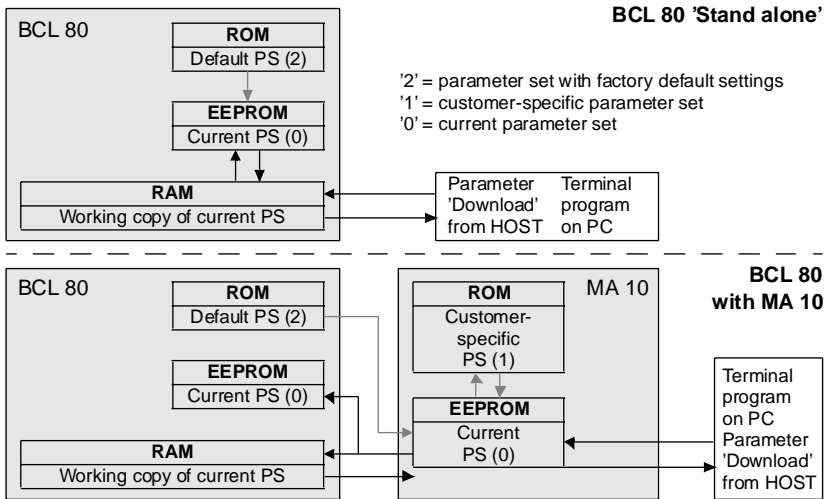 BCL 80 'Stand alone'
BCL 80
ROM
Default PS (2)
'2' = parameter set with factory default settings
'1' = customer-specific parameter set
'0' = current parameter set
EEPROM
Current PS (0)
RAM
Working copy of current PS
Parameter
'Download'
from HOST
Terminal
program
on PC
BCL 80
with MA 10
BCL 80
ROM
Default PS (2)
EEPROM
Current PS (0)
RAM
Working copy of current PS
MA 10
ROM
Customer-
specific
PS (1)
EEPROM
Current
PS (0)
Terminal
program
on PC
Parameter
'Download'
from HOST